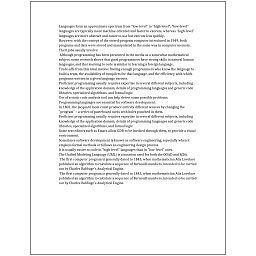 Languages form an approximate spectrum from "low-level" to "high-level"; "low-level"
languages are typically more machine-oriented and faster to execute, whereas "high-level"
languages are more abstract and easier to use but execute less quickly.
However, with the concept of the stored-program computer introduced in 1949, both
programs and data were stored and manipulated in the same way in computer memory.
Their jobs usually involve:
Although programming has been presented in the media as a somewhat mathematical
subject, some research shows that good programmers have strong skills in natural human
languages, and that learning to code is similar to learning a foreign language.
Trade-offs from this ideal involve finding enough programmers who know the language to
build a team, the availability of compilers for that language, and the efficiency with which
programs written in a given language execute.
Proficient programming usually requires expertise in several different subjects, including
knowledge of the application domain, details of programming languages and generic code
libraries, specialized algorithms, and formal logic.
Use of a static code analysis tool can help detect some possible problems.
Programming languages are essential for software development.
In 1801, the Jacquard loom could produce entirely different weaves by changing the
"program" – a series of pasteboard cards with holes punched in them.
Proficient programming usually requires expertise in several different subjects, including
knowledge of the application domain, details of programming languages and generic code
libraries, specialized algorithms, and formal logic.
Some text editors such as Emacs allow GDB to be invoked through them, to provide a visual
environment.
Sometimes software development is known as software engineering, especially when it
employs formal methods or follows an engineering design process.
It is usually easier to code in "high-level" languages than in "low-level" ones.
The Unified Modeling Language (UML) is a notation used for both the OOAD and MDA.
The first computer program is generally dated to 1843, when mathematician Ada Lovelace
published an algorithm to calculate a sequence of Bernoulli numbers, intended to be carried
out by Charles Babbage's Analytical Engine.
The first computer program is generally dated to 1843, when mathematician Ada Lovelace
published an algorithm to calculate a sequence of Bernoulli numbers, intended to be carried
out by Charles Babbage's Analytical Engine.